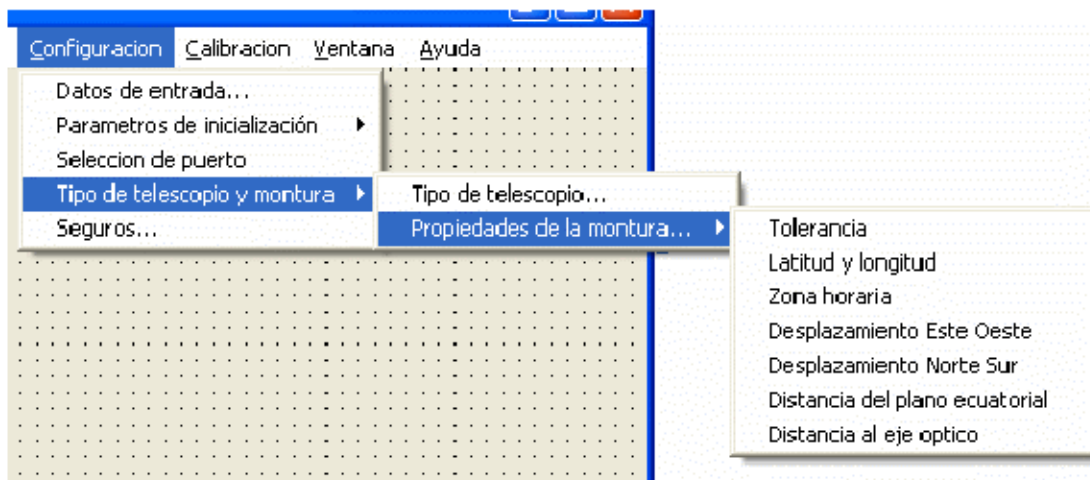 Configuracion Calibracion Ventana Ayuda
Datos de entrada...
Parametros de inicialización
Seleccion de puerto
Tipo de telescopio y montura
Seguros...
Tipo de telescopio...
Propiedades de la montura...
Tolerancia
Latitud y longitud
Zona horaria
Desplazamiento Este Oeste
Desplazamiento Norte Sur
Distancia del plano ecuatorial
Distancia al eje optico